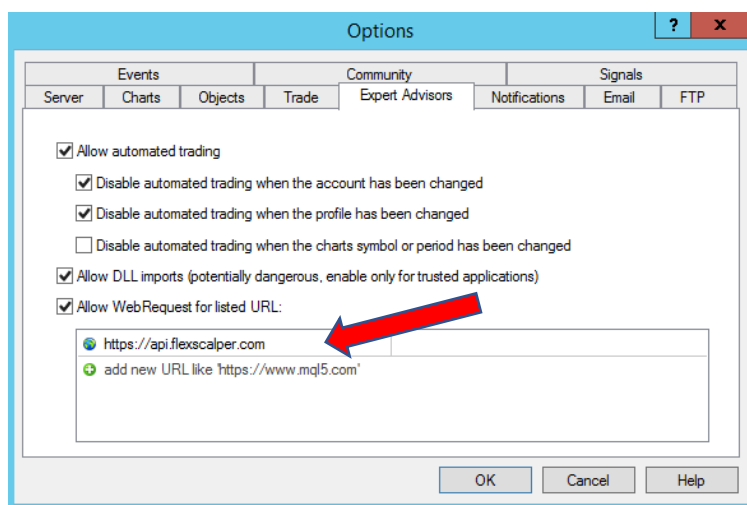 Options
? x
Events Community Signals
Server Charts Objects Trade Expert Advisors Notifications Email FTP
Allow automated trading
Disable automated trading when the account has been changed
Disable automated trading when the profile has been changed
Disable automated trading when the charts symbol or period has been changed
Allow DLL imports (potentially dangerous, enable only for trusted applications)
Allow WebRequest for listed URL:
https://api.flexscalper.com
add new URL like 'https://www.mql5.com'
OK Cancel Help